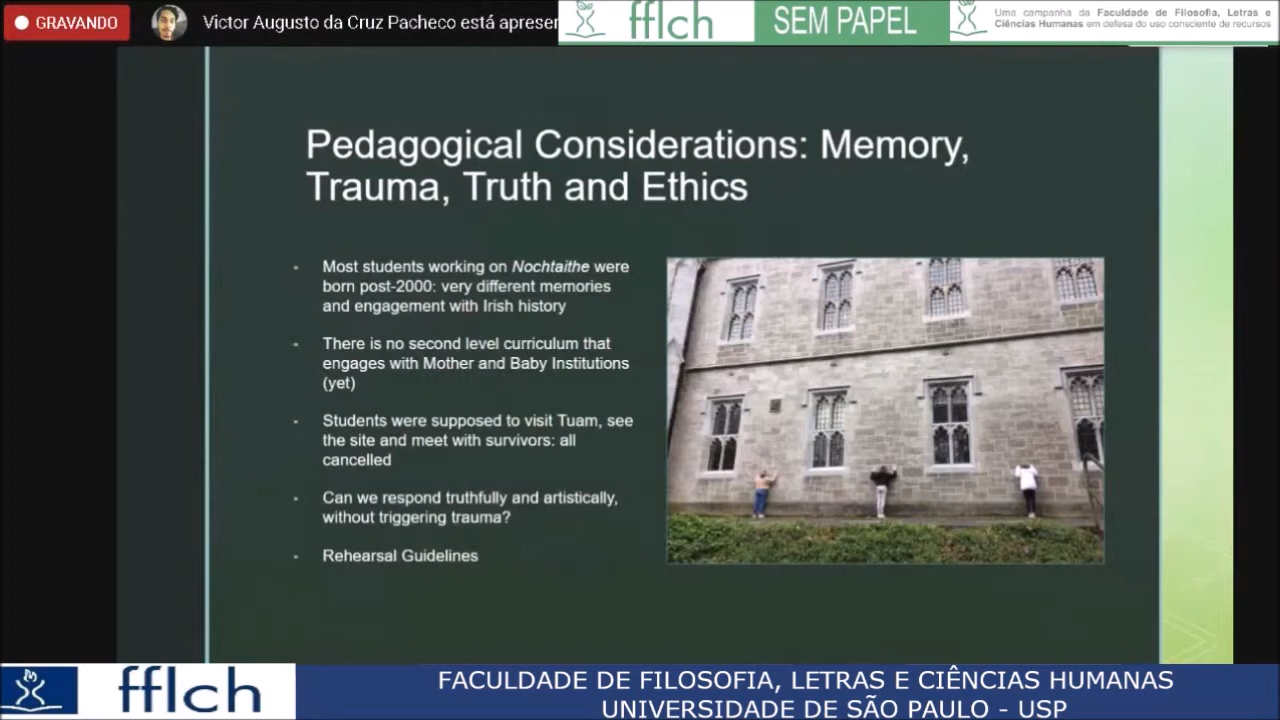 GRAVANDO
Victor Augusto da Cruz Pacheco está apresen
fflch
SEM PAPEL
Uma campanha da Faculdade de Filosofia, Letras e
Ciências Humanas em defesa do uso consciente de recursos
Pedagogical Considerations: Memory,
Trauma, Truth and Ethics
Most students working on Nochtaithe were
born post-2000: very different memories
and engagement with Irish history
There is no second level curriculum that
engages with Mother and Baby Institutions
(yet)
Students were supposed to visit Tuam, see
the site and meet with survivors: all
cancelled
Can we respond truthfully and artistically,
without triggering trauma?
Rehearsal Guidelines
fflch
FACULDADE DE FILOSOFIA, LETRAS E CIÊNCIAS HUMANAS
UNIVERSIDADE DE SÃO PAULO - USP